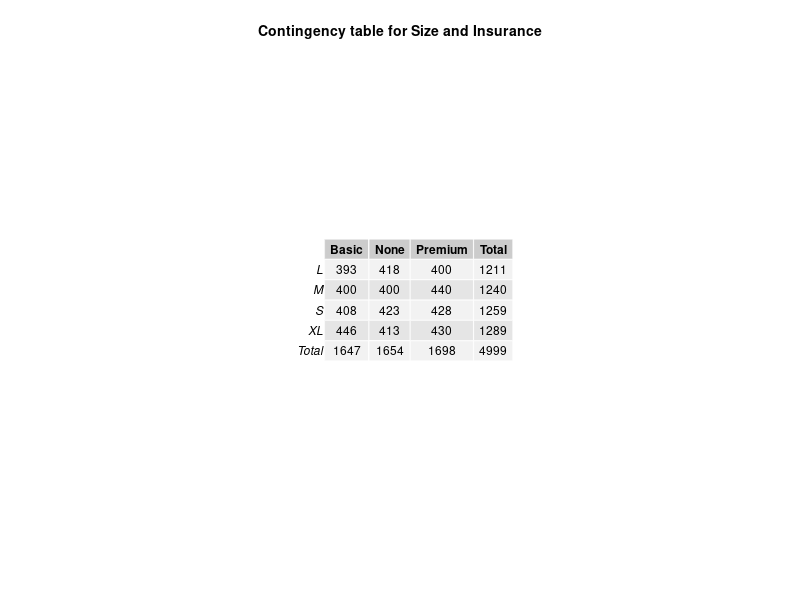 Contingency table for Size and Insurance
Basic None Premium Total
L 393 418 400 1211
M 400 400 440 1240
S 408 423 428 1259
XL 446 413 430 1289
Total 1647 1654 1698 4999